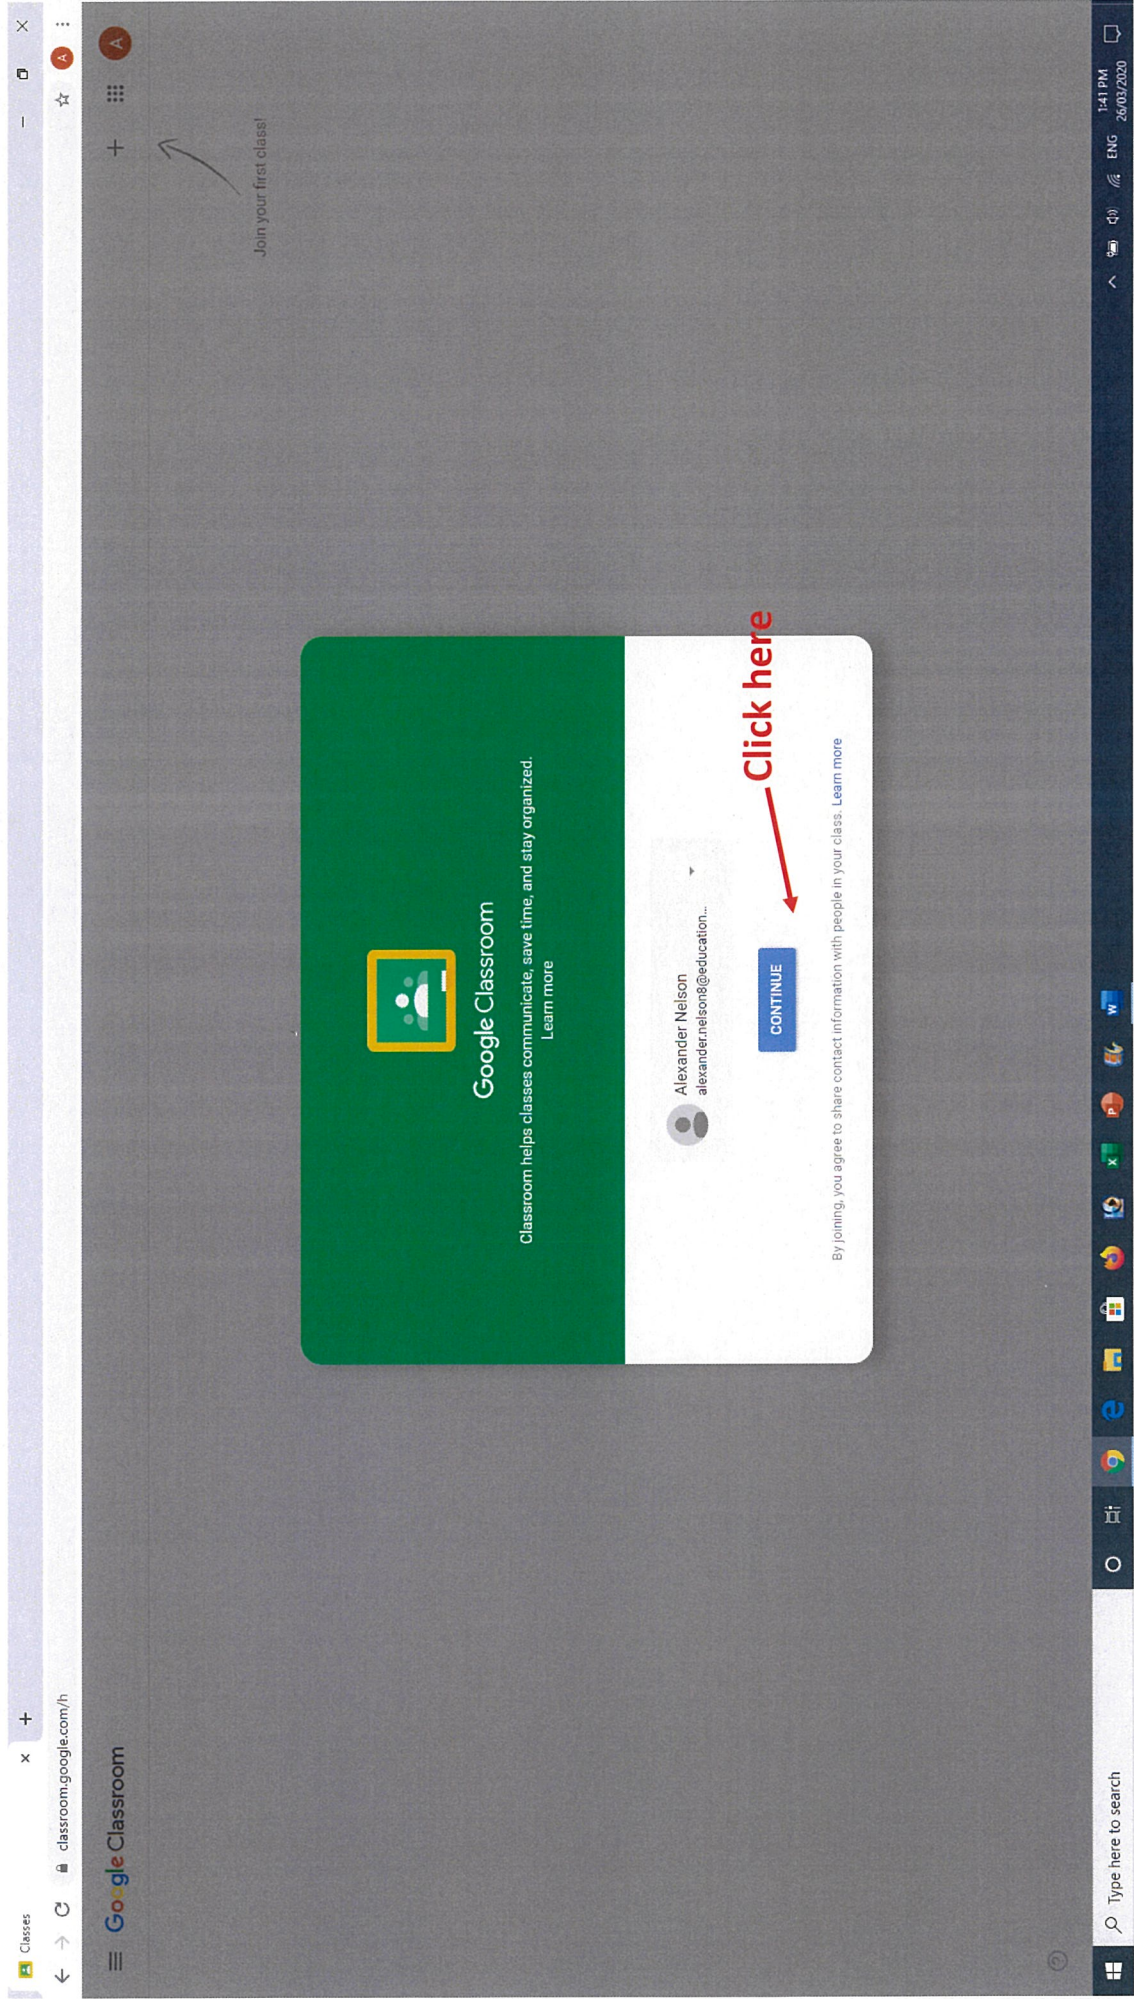 Classes
classroom.google.com/h
A
Google Classroom
A
Join your first class!
Google Classroom
Classroom helps classes communicate, save time, and stay organized.
Learn more
Alexander Nelson
alexander.nelson8@education...
CONTINUE
Click here
By joining, you agree to share contact information with people in your class. Learn more
Type here to search
ENG
1:41 PM
26/03/2020